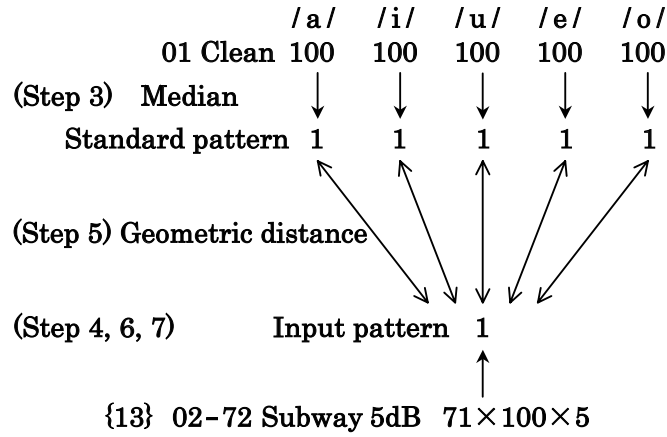 /a/ /i/ /u/ /e/ /o/
01 Clean 100 100 100 100 100
(Step 3) Median
Standard pattern 1 1 1 1 1
(Step 5) Geometric distance
(Step 4, 6, 7) Input pattern 1
{13} 02-72 Subway 5dB 71×100×5